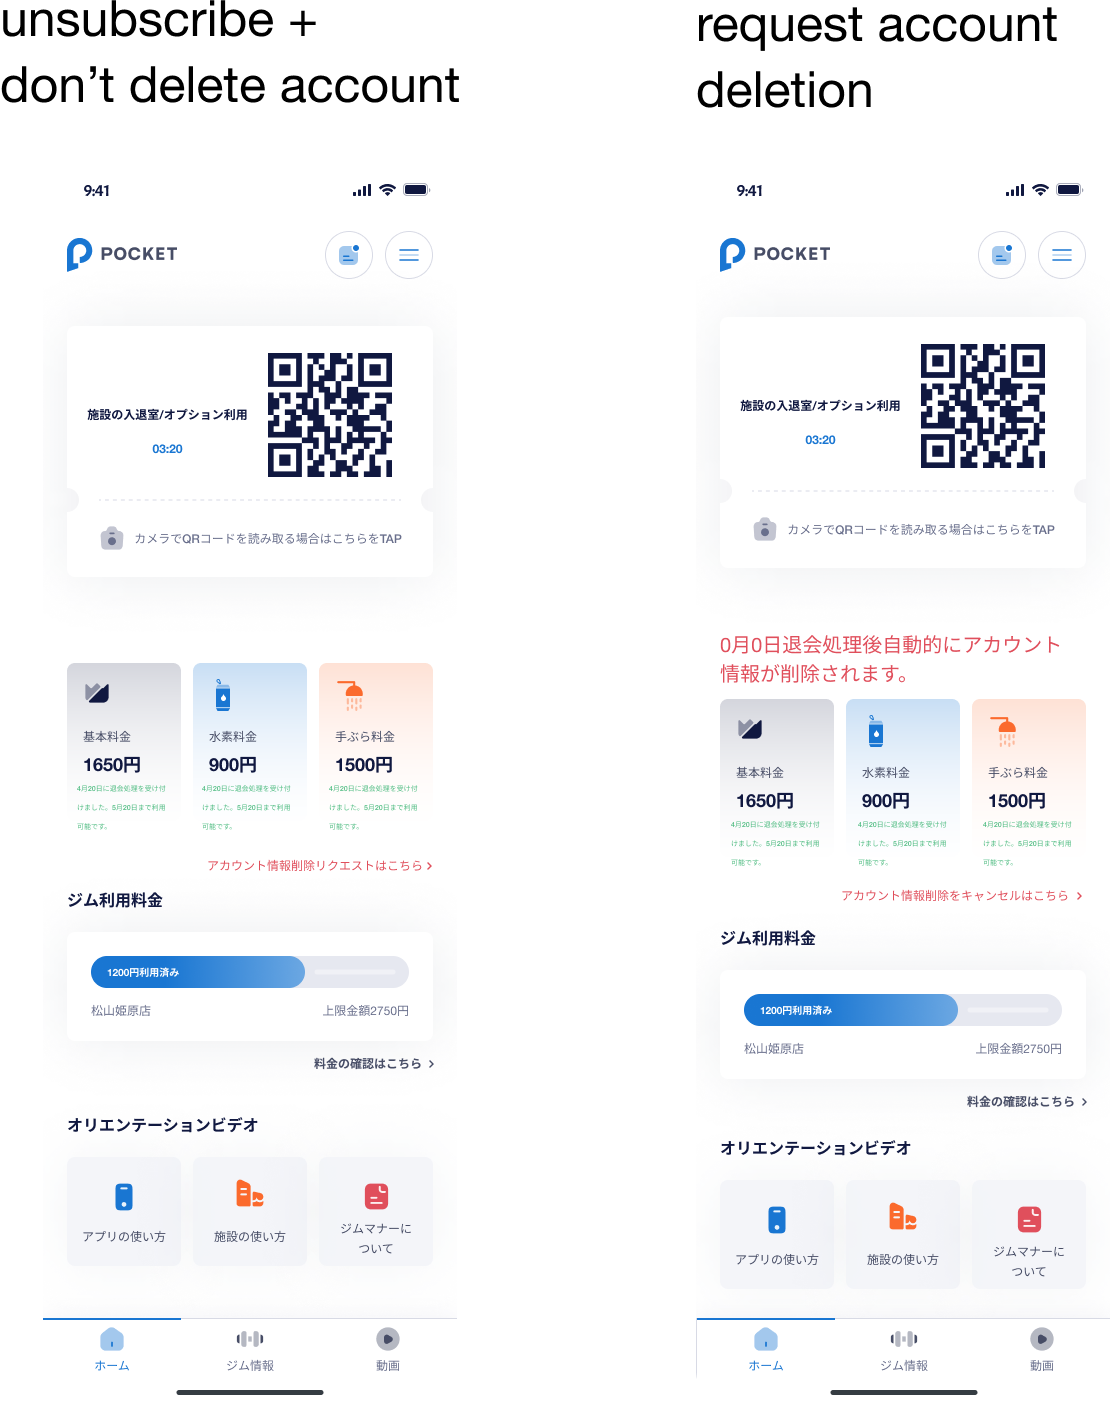 unsubscribe +
don’t delete account
9:41
POCKET
施設の入退室/オプション利用
03:20
カメラでQRコードを読み取る場合はこちらをTAP
基本料金
1650円
4月20日に退会処理を受け付
けました。5月20日まで利用
可能です。
水素料金
900円
4月20日に退会処理を受け付
けました。5月20日まで利用
可能です。
手ぶら料金
1500円
4月20日に退会処理を受け付
けました。5月20日まで利用
可能です。
アカウント情報削除リクエストはこちら
ジム利用料金
1200円利用済み
松山姫原店
上限金額2750円
料金の確認はこちら
オリエンテーションビデオ
アプリの使い方
施設の使い方
ジムマナーに
ついて
ホーム
ジム情報
動画
request account
deletion
9:41
POCKET
施設の入退室/オプション利用
03:20
カメラでQRコードを読み取る場合はこちらをTAP
0月0日退会処理後自動的にアカウント
情報が削除されます。
基本料金
1650円
4月20日に退会処理を受け付
けました。5月20日まで利用
可能です。
水素料金
900円
4月20日に退会処理を受け付
けました。5月20日まで利用
可能です。
手ぶら料金
1500円
4月20日に退会処理を受け付
けました。5月20日まで利用
可能です。
アカウント情報削除をキャンセルはこちら
ジム利用料金
1200円利用済み
松山姫原店
上限金額2750円
料金の確認はこちら
オリエンテーションビデオ
アプリの使い方
施設の使い方
ジムマナーに
ついて
ホーム
ジム情報
動画